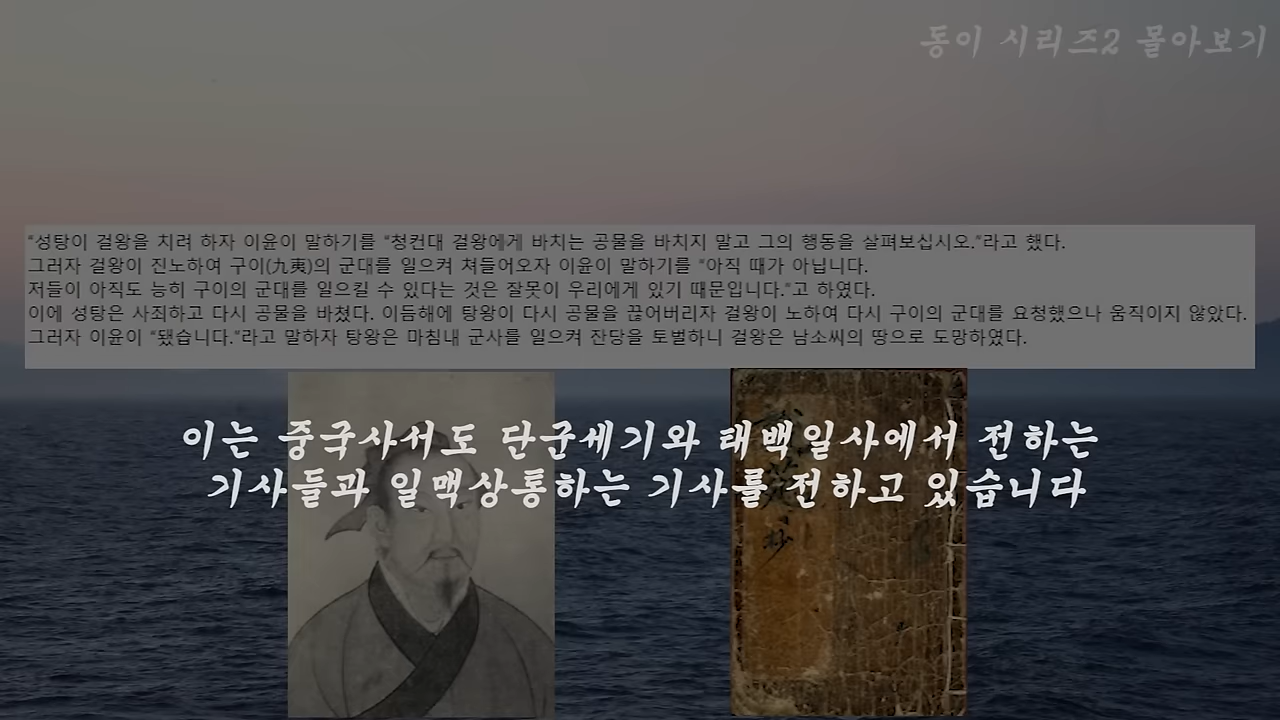 동이 시리즈2 몰아보기
“성탕이 걸왕을 치려 하자 이윤이 말하기를 “청컨대 걸왕에게 바치는 공물을 바치지 말고 그의 행동을 살펴보십시오.”라고 했다.
그러자 걸왕이 진노하여 구이(九夷)의 군대를 일으켜 쳐들어오자 이윤이 말하기를 “아직 때가 아닙니다.
저들이 아직도 능히 구이의 군대를 일으킬 수 있다는 것은 잘못이 우리에게 있기 때문입니다.”고 하였다.
이에 성탕은 사죄하고 다시 공물을 바쳤다. 이듬해에 탕왕이 다시 공물을 끊어버리자 걸왕이 노하여 다시 구이의 군대를 요청했으나 움직이지 않았다.
그러자 이윤이 “됐습니다.”라고 말하자 탕왕은 마침내 군사를 일으켜 잔당을 토벌하니 걸왕은 남소씨의 땅으로 도망하였다.
이는 중국사서도 단군세기와 태백일사에서 전하는
기사들과 일맥상통하는 기사를 전하고 있습니다